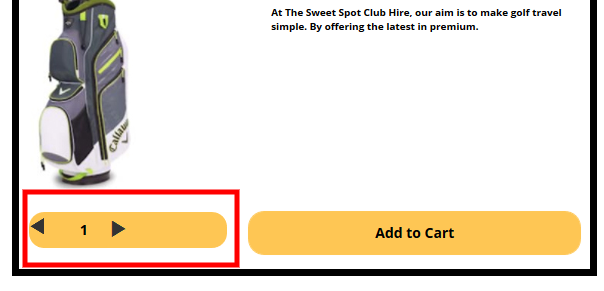 At The Sweet Spot Club Hire, our aim is to make golf travel
simple. By offering the latest in premium.
1
Add to Cart